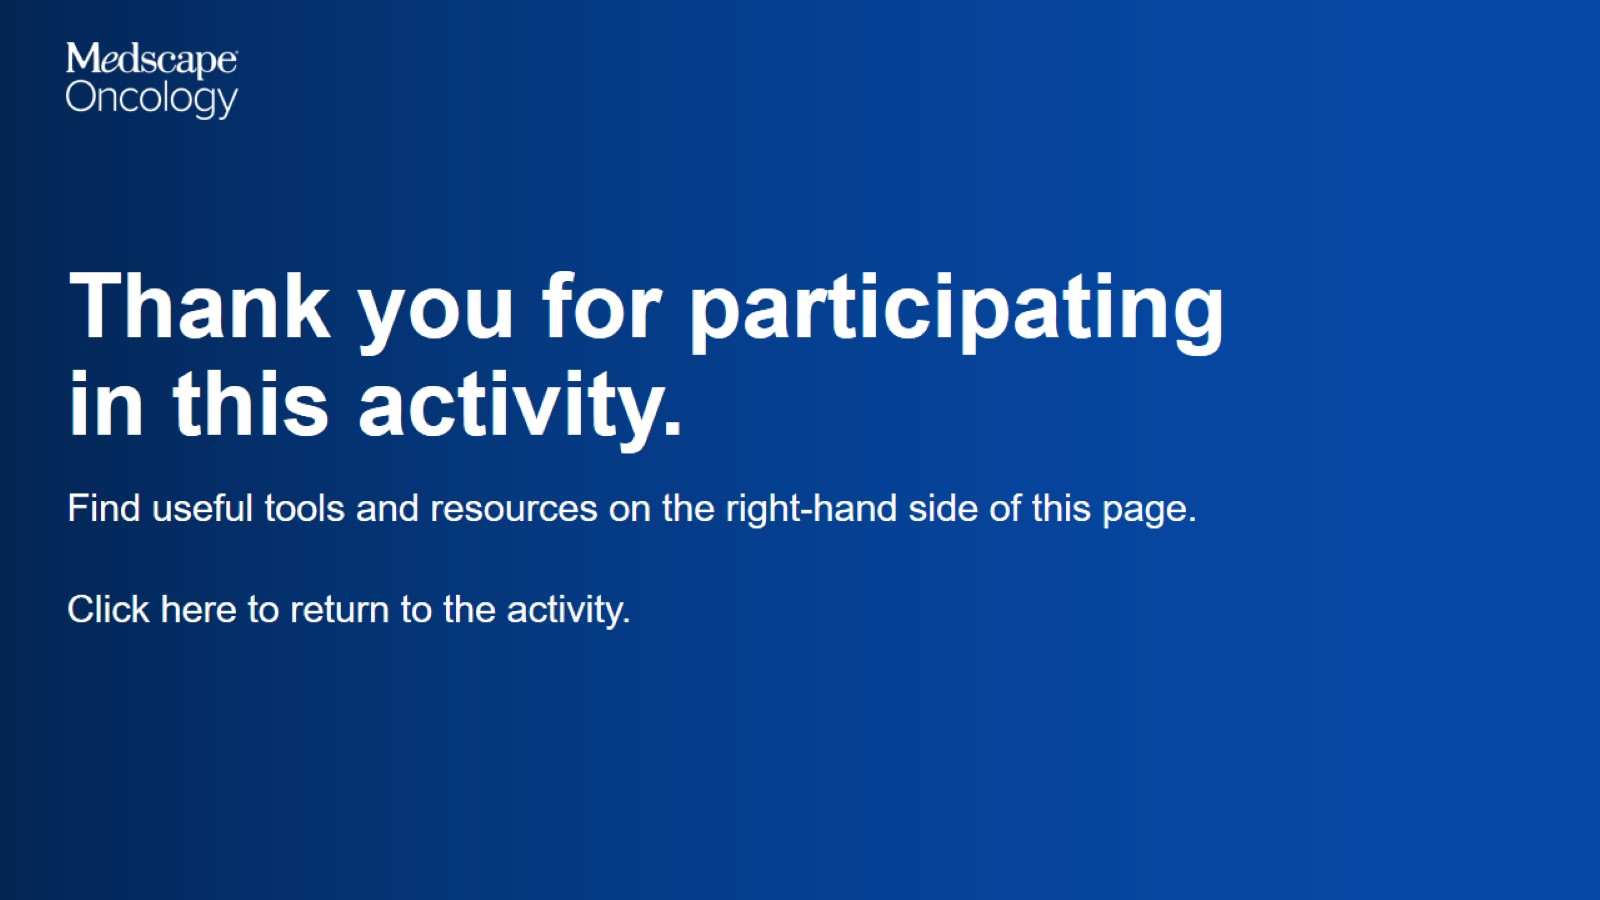 Medscape
Oncology
Thank you for participating
in this activity.
Find useful tools and resources on the right-hand side of this page.
Click here to return to the activity.